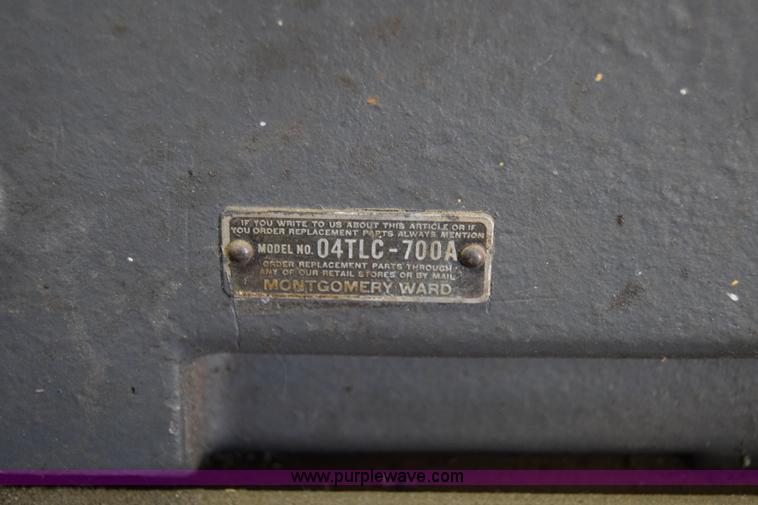 IF YOU WRITE TO US ABOUT THIS ARTICLE OR IF
YOU ORDER REPLACEMENT PARTS ALWAYS MENTION
MODEL NO. 04TLC-700A
ORDER REPLACEMENT PARTS THROUGH
ANY OF OUR RETAIL STORES OR BY MAIL
MONTGOMERY WARD
www.purplewave.com